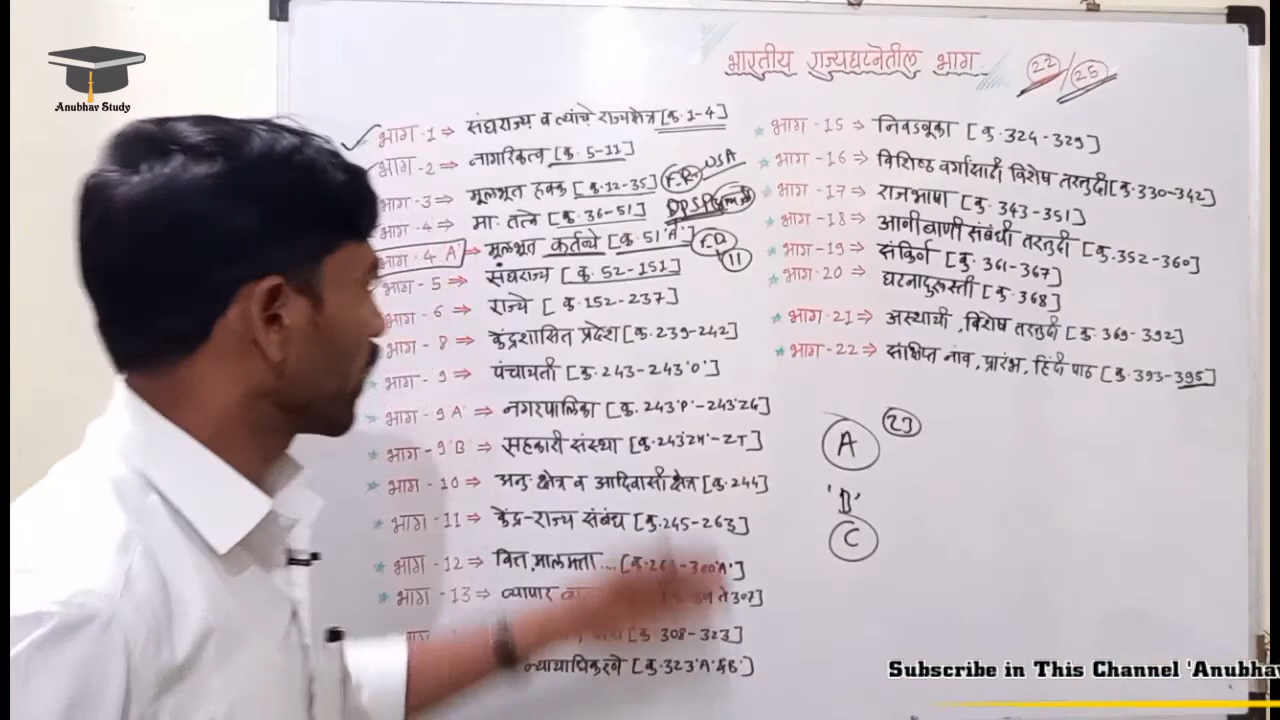 Anubhav Study
भारतीय राज्यघटनेतील भाग 22/25
भाग -1 ⇒ संघराज्य व त्यांचे राज्यक्षेत्र [क.1-4]
भाग -2 ⇒ नागरिकत्व [क. 5-11]
भाग -3 ⇒ मूलभूत हक्क [क.12-35] F.R. USA
भाग -4 ⇒ मा. तत्वे [क. 36-51] DPSP
भाग -4'A' ⇒ मूलभूत कर्तव्ये [क. 51'A'] F.D 11
भाग -5 ⇒ संघराज्य [क. 52-151]
भाग -6 ⇒ राज्ये [क.152-237]
भाग -8 ⇒ केंद्रशासित प्रदेश [क.239-242]
भाग -9 ⇒ पंचायती [क.243-243'O']
भाग -9'A' ⇒ नगरपालिका [क. 243'P'-243'ZG]
भाग -9'B' ⇒ सहकारी संस्था [क.243'ZH'-ZT]
भाग -10 ⇒ अनु. क्षेत्र व आदिवासी क्षेत्र [क.244]
भाग -11 ⇒ केंद्र-राज्य संबंध [क.245-263]
भाग -12 ⇒ वित्त,मालमत्ता... -300'A']
भाग -13 ⇒ व्यापार ते 307]
[क 308-323]
न्यायाधिकरणे [क.323'A'&B']
भाग -15 ⇒ निवडणूका [क. 324-329]
भाग -16 ⇒ विशिष्ठ वर्गासाठी विशेष तरतुदी[क.330-342]
भाग -17 ⇒ राजभाषा [क. 343-351]
भाग -18 ⇒ आणीबाणी संबंधी तरतुदी [क.352-360]
भाग -19 ⇒ संकिर्ण [क. 361-367]
भाग -20 ⇒ घटनादुरुस्ती [क. 368]
भाग -21 ⇒ अस्थायी ,विशेष तरतुदी [क. 369-392]
भाग -22 ⇒ संक्षिप्त नाव, प्रारंभ, हिंदी पाठ [क. 393-395]
A 23
'B'
C
Subscribe in This Channel 'Anubhav